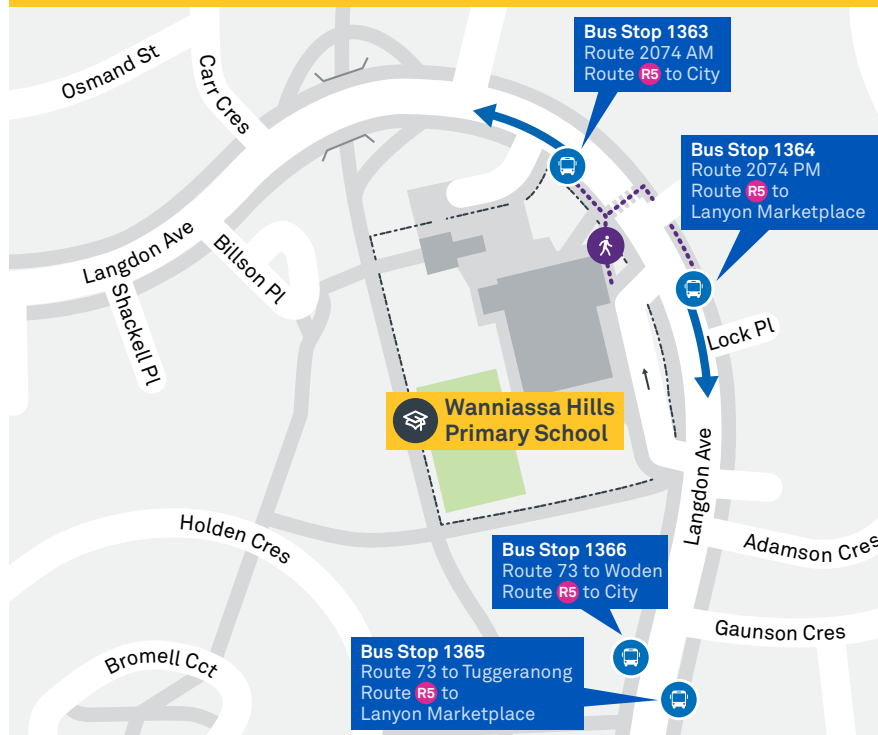 Osmand St
Carr Cres
Bus Stop 1363
Route 2074 AM
Route R5 to City
Bus Stop 1364
Route 2074 PM
Route R5 to
Lanyon Marketplace
Langdon Ave
Billson Pl
Shackell Pl
Lock Pl
Wanniassa Hills
Primary School
Langdon Ave
Holden Cres
Adamson Cres
Bus Stop 1366
Route 73 to Woden
Route R5 to City
Gaunson Cres
Bromell Cct
Bus Stop 1365
Route 73 to Tuggeranong
Route R5 to
Lanyon Marketplace